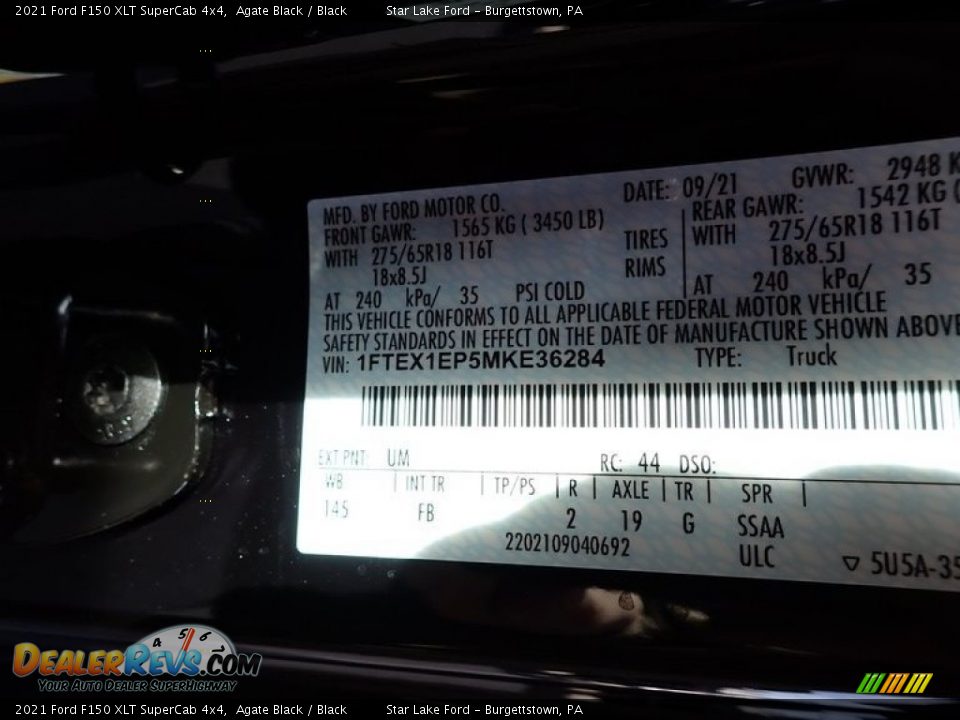 2021 Ford F150 XLT SuperCab 4x4, Agate Black / Black Star Lake Ford - Burgettstown, PA
MFD. BY FORD MOTOR CO. DATE: 09/21 GVWR: 2948 K
FRONT GAWR: 1565 KG ( 3450 LB) REAR GAWR: 1542 KG (
WITH 275/65R18 116T TIRES WITH 275/65R18 116T
18x8.5J RIMS 18x8.5J
AT 240 kPa/ 35 PSI COLD AT 240 kPa/ 35
THIS VEHICLE CONFORMS TO ALL APPLICABLE FEDERAL MOTOR VEHICLE
SAFETY STANDARDS IN EFFECT ON THE DATE OF MANUFACTURE SHOWN ABOVE
VIN: 1FTEX1EP5MKE36284 TYPE: Truck
EXT PNT: UM RC: 44 DSO:
WB INT TR TP/PS R AXLE TR SPR
145 FB 2 19 G SSAA
2202109040692 ULC ▽ 5U5A-35
4 5 6
DEALERREVS.COM
YOUR AUTO DEALER SUPERHIGHWAY
2021 Ford F150 XLT SuperCab 4x4, Agate Black / Black Star Lake Ford - Burgettstown, PA